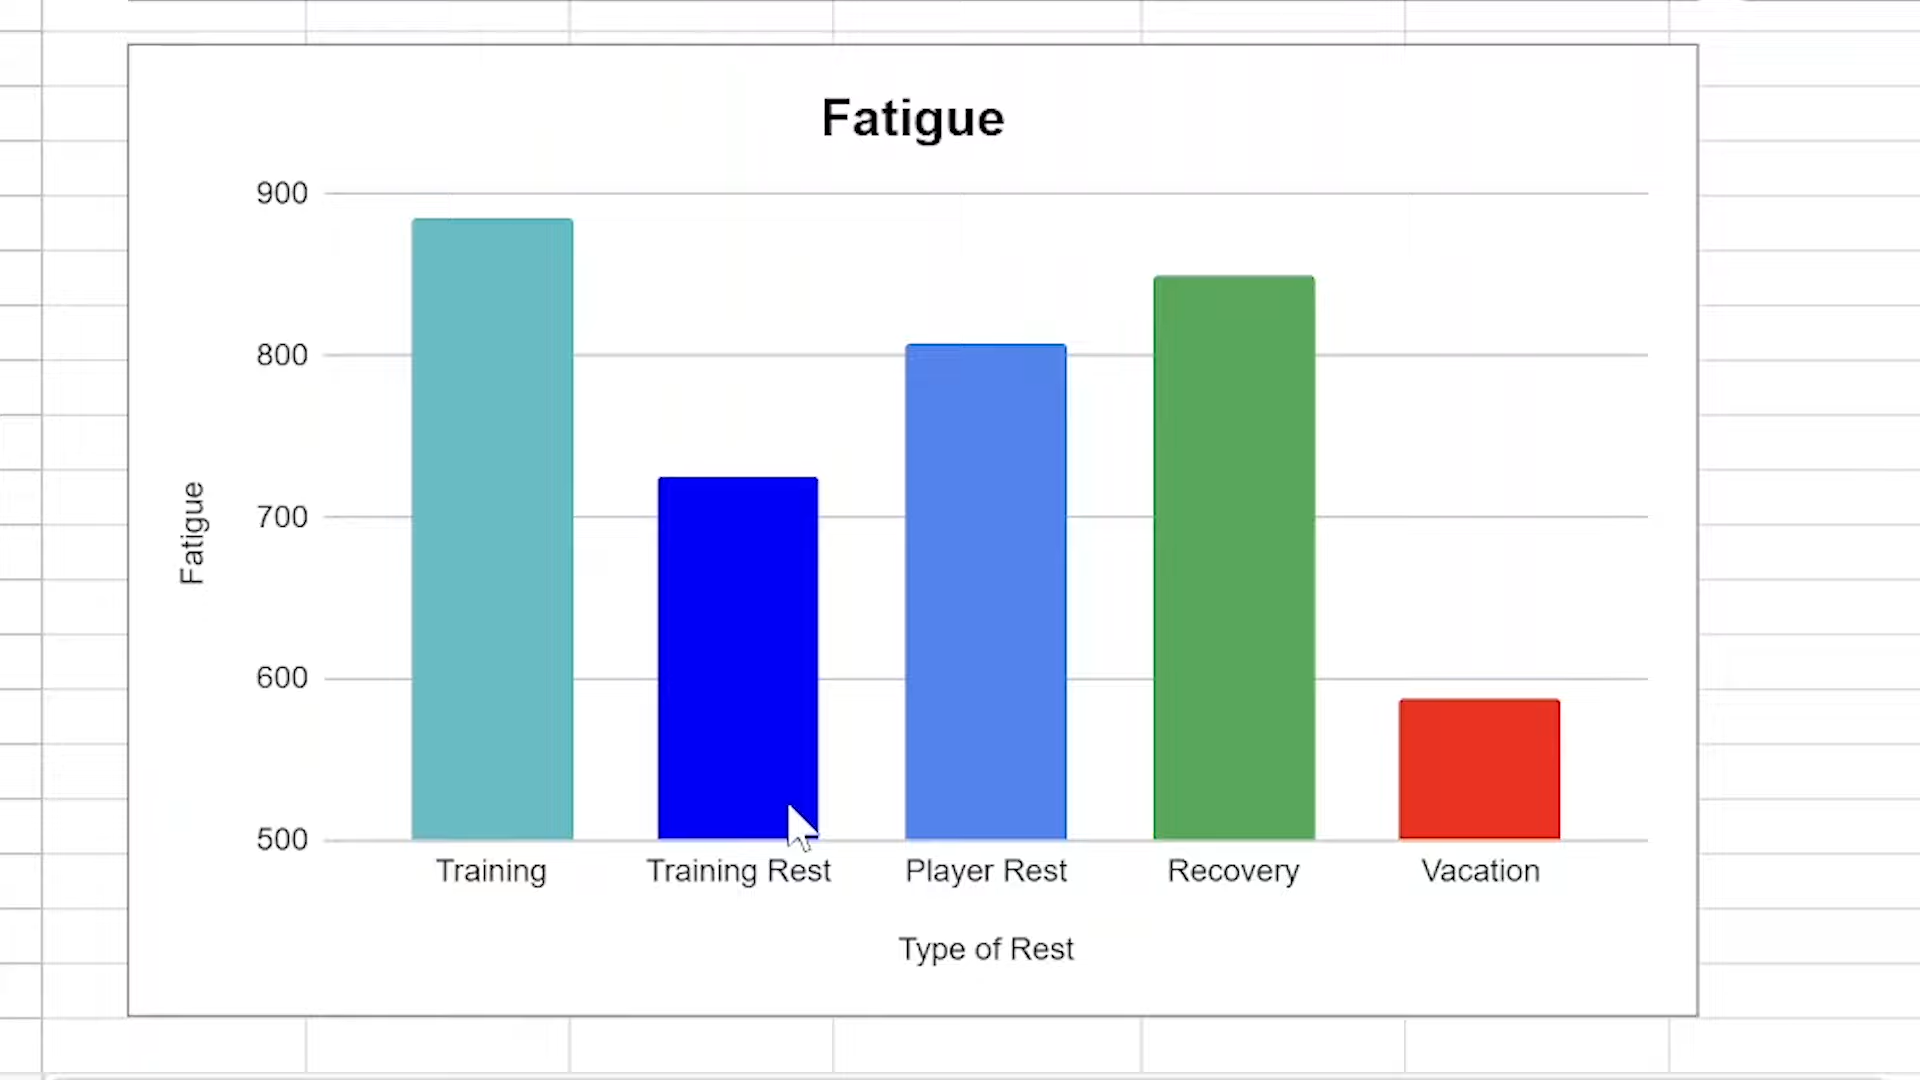 Fatigue
900
800
700
600
500
Fatigue
Training
Training Rest
Player Rest
Recovery
Vacation
Type of Rest